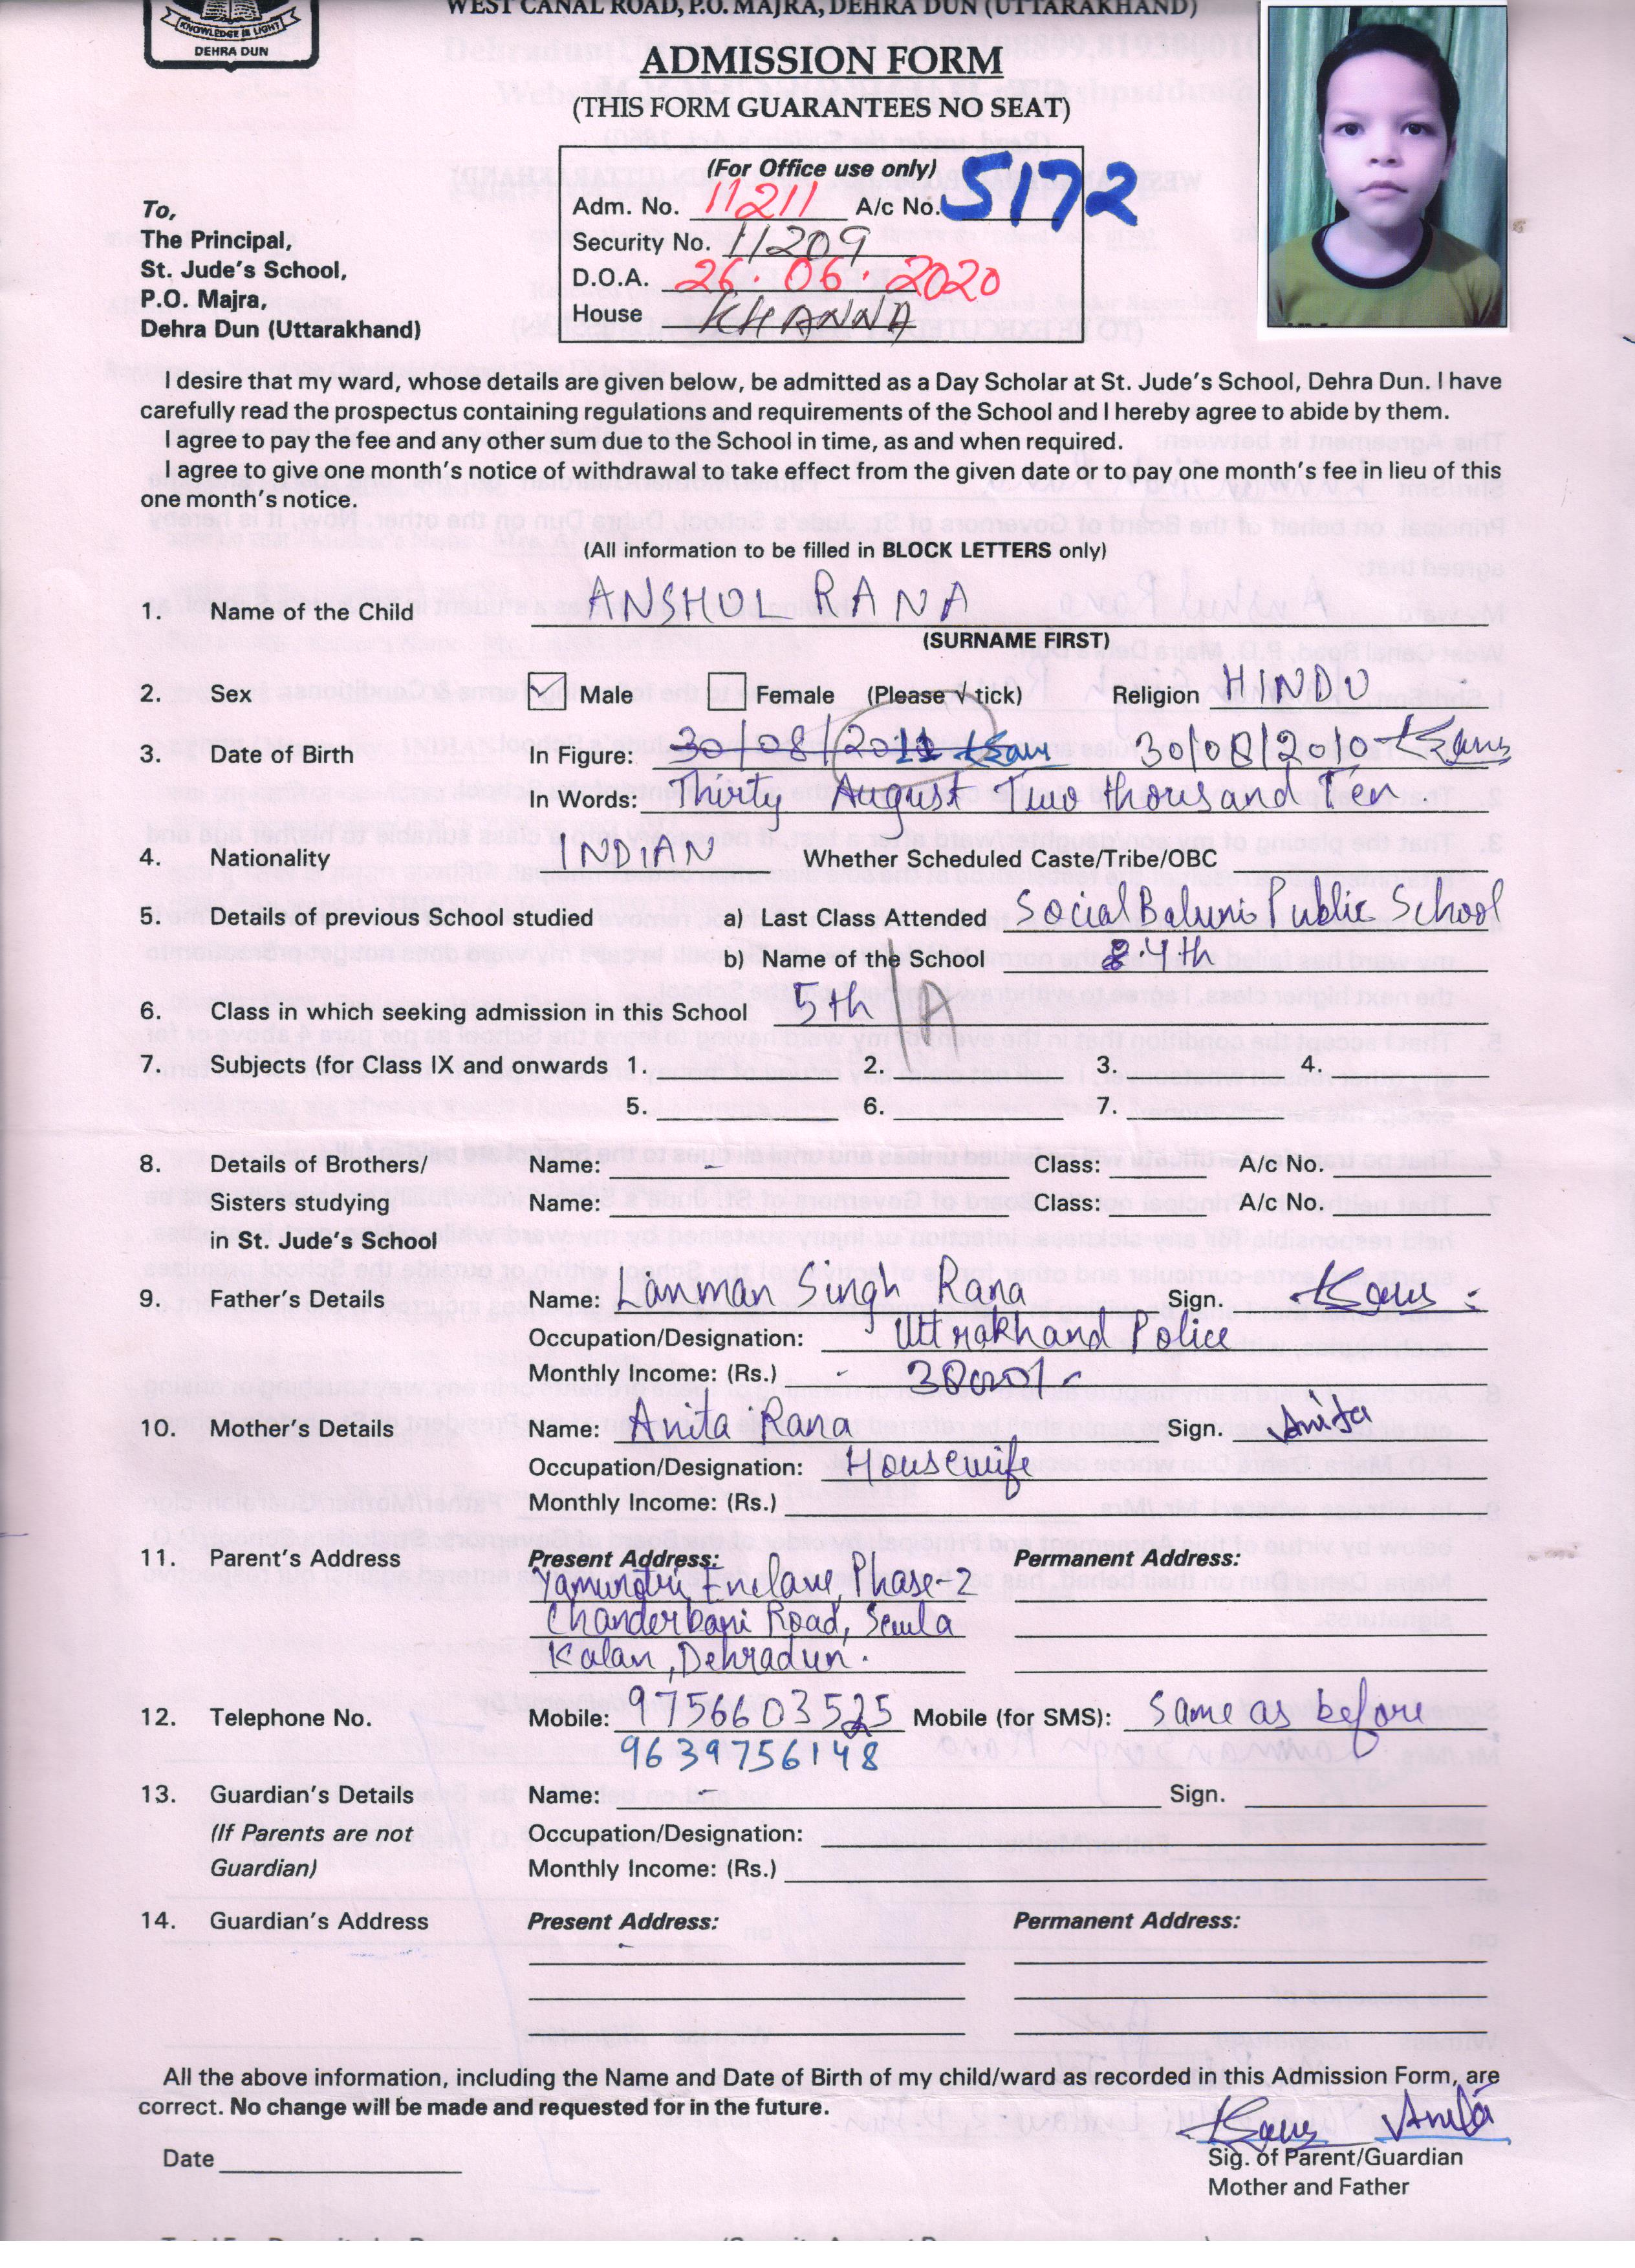 WEST CANAL ROAD, P.O. MAJRA, DEHRA DUN (UTTARAKHAND)
KNOWLEDGE IS LIGHT
DEHRA DUN
ADMISSION FORM
(THIS FORM GUARANTEES NO SEAT)
(For Office use only)
Adm. No. 11211 A/c No. 5172
Security No. 11209
D.O.A. 26.06.2020
House KHANNA
To,
The Principal,
St. Jude's School,
P.O. Majra,
Dehra Dun (Uttarakhand)
I desire that my ward, whose details are given below, be admitted as a Day Scholar at St. Jude's School, Dehra Dun. I have
carefully read the prospectus containing regulations and requirements of the School and I hereby agree to abide by them.
I agree to pay the fee and any other sum due to the School in time, as and when required.
I agree to give one month's notice of withdrawal to take effect from the given date or to pay one month's fee in lieu of this
one month's notice.
(All information to be filled in BLOCK LETTERS only)
1. Name of the Child ANSHOL RANA
(SURNAME FIRST)
2. Sex Male Female (Please √ tick) Religion HINDU
3. Date of Birth In Figure: 30/08/2011 30/08/2010
In Words: Thirty August Two thousand Ten.
4. Nationality INDIAN Whether Scheduled Caste/Tribe/OBC
5. Details of previous School studied a) Last Class Attended Social Baluni Public School
b) Name of the School 4th
6. Class in which seeking admission in this School 5th / A
7. Subjects (for Class IX and onwards 1. 2. 3. 4.
5. 6. 7.
8. Details of Brothers/ Name: - Class: A/c No.
Sisters studying Name: Class: A/c No.
in St. Jude's School
9. Father's Details Name: Lanman Singh Rana Sign.
Occupation/Designation: Uttrakhand Police
Monthly Income: (Rs.) - 38000/-
10. Mother's Details Name: Anita Rana Sign. Anita
Occupation/Designation: Housewife
Monthly Income: (Rs.)
11. Parent's Address Present Address: Permanent Address:
Yamunotri Enclave, Phase-2
Chanderbani Road, Seula
Kalan, Dehradun.
12. Telephone No. Mobile: 9756603525 Mobile (for SMS): Same as before
9639756148
13. Guardian's Details Name: - Sign.
(If Parents are not Occupation/Designation:
Guardian) Monthly Income: (Rs.)
14. Guardian's Address Present Address: Permanent Address:
-
All the above information, including the Name and Date of Birth of my child/ward as recorded in this Admission Form, are
correct. No change will be made and requested for in the future.
Anita
Date Sig. of Parent/Guardian
Mother and Father